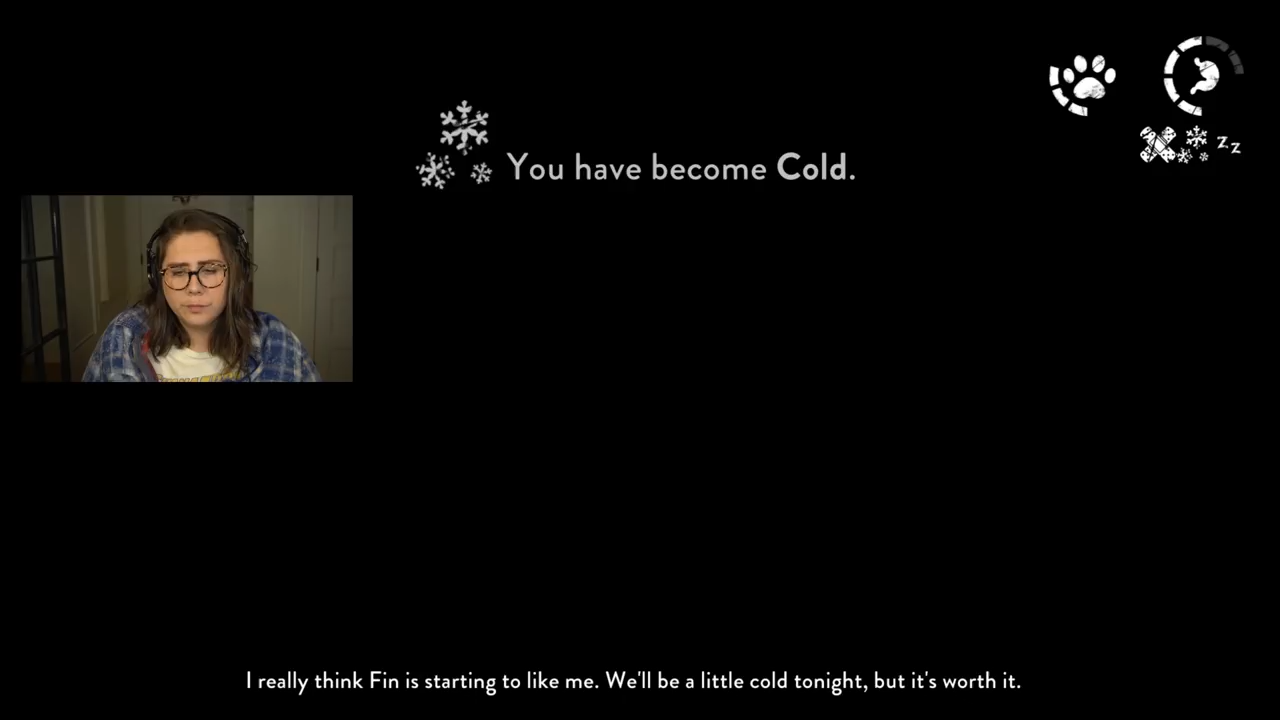 You have become Cold.
z z
I really think Fin is starting to like me. We'll be a little cold tonight, but it's worth it.